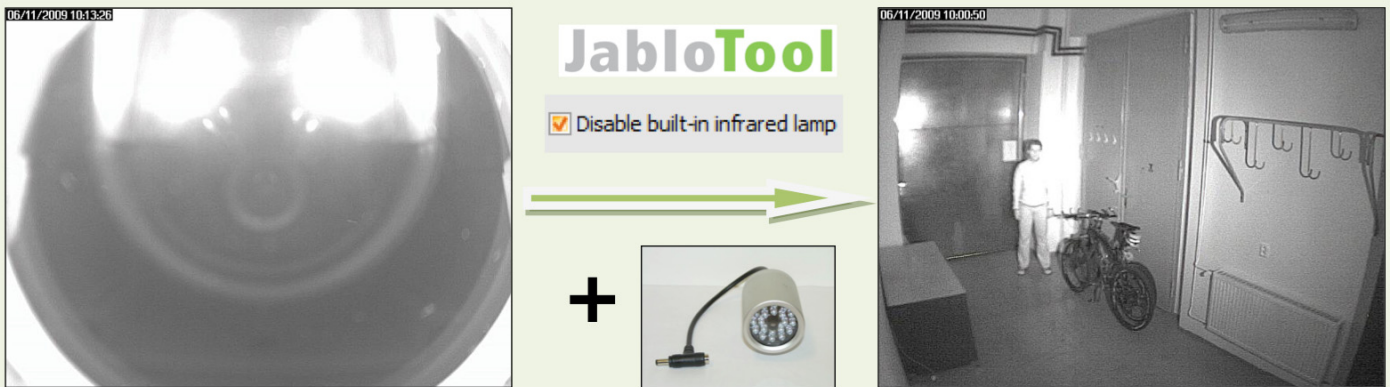 06/11/2009 10:13:26
JabloTool
Disable built-in infrared lamp
+
06/11/2009 10:00:50